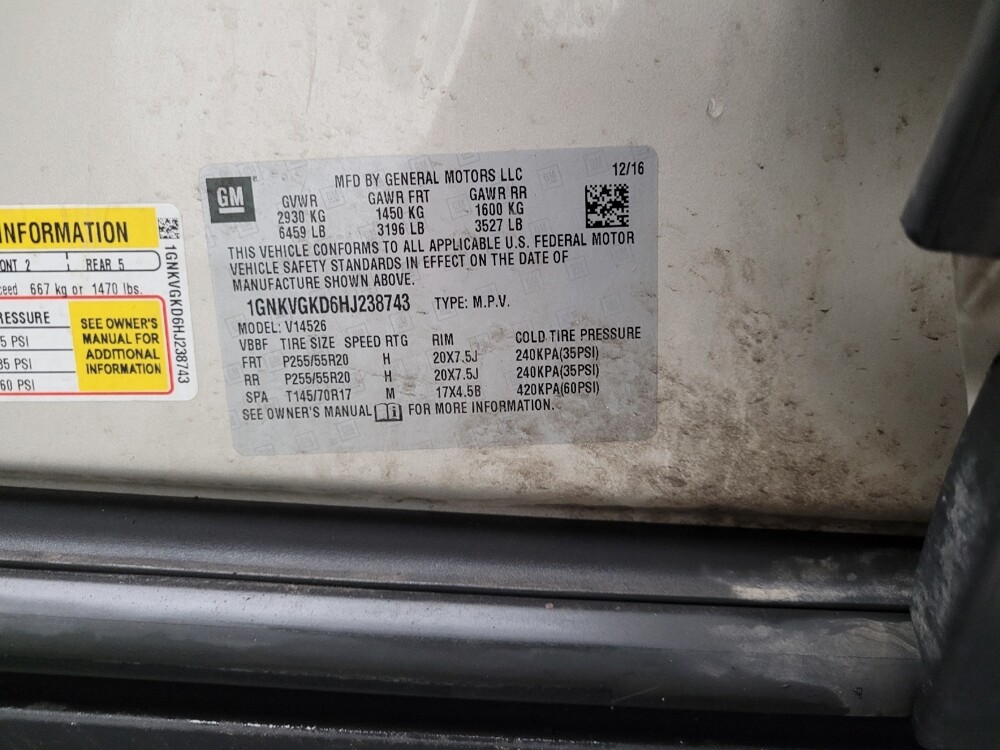 INFORMATION
ONT 2 REAR 5
667 kg or 1470 lbs.
RESSURE
5 PSI
35 PSI
60 PSI
SEE OWNER'S
MANUAL FOR
ADDITIONAL
INFORMATION
1GNKVGKD6HJ238743
GM
MFD BY GENERAL MOTORS LLC 12/16
GVWR GAWR FRT GAWR RR
2930 KG 1450 KG 1600 KG
6459 LB 3196 LB 3527 LB
THIS VEHICLE CONFORMS TO ALL APPLICABLE U.S. FEDERAL MOTOR
VEHICLE SAFETY STANDARDS IN EFFECT ON THE DATE OF
MANUFACTURE SHOWN ABOVE.
1GNKVGKD6HJ238743 TYPE: M.P.V.
MODEL: V14526
VBBF TIRE SIZE SPEED RTG RIM COLD TIRE PRESSURE
FRT P255/55R20 H 20X7.5J 240KPA(35PSI)
RR P255/55R20 H 20X7.5J 240KPA(35PSI)
SPA T145/70R17 M 17X4.5B 420KPA(60PSI)
SEE OWNER'S MANUAL FOR MORE INFORMATION.